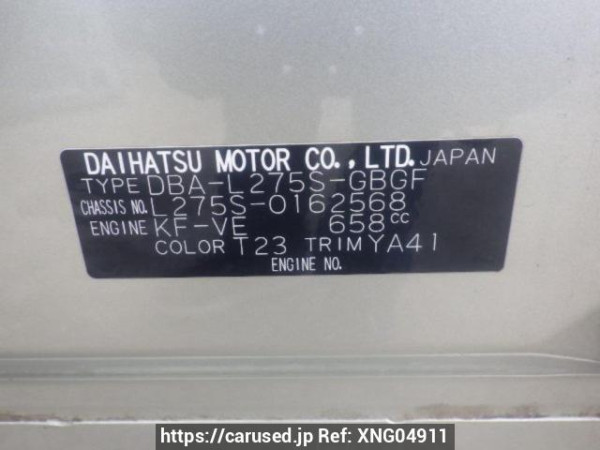 DAIHATSU MOTOR CO.,LTD. JAPAN
TYPE DBA-L275S-GBGF
CHASSIS NO. L275S-0162568
ENGINE KF-VE 658cc
COLOR T23 TRIM YA41
ENGINE NO.
https://carused.jp Ref: XNG04911